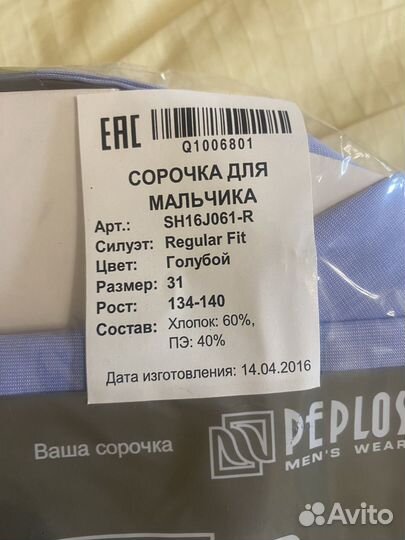 EAC
Q1006801
СОРОЧКА ДЛЯ
МАЛЬЧИКА
Арт.: SH16J061-R
Силуэт: Regular Fit
Цвет: Голубой
Размер: 31
Рост: 134-140
Состав: Хлопок: 60%,
ПЭ: 40%
Дата изготовления: 14.04.2016
Ваша сорочка
PEPLOS
MEN'S WEAR
Avito